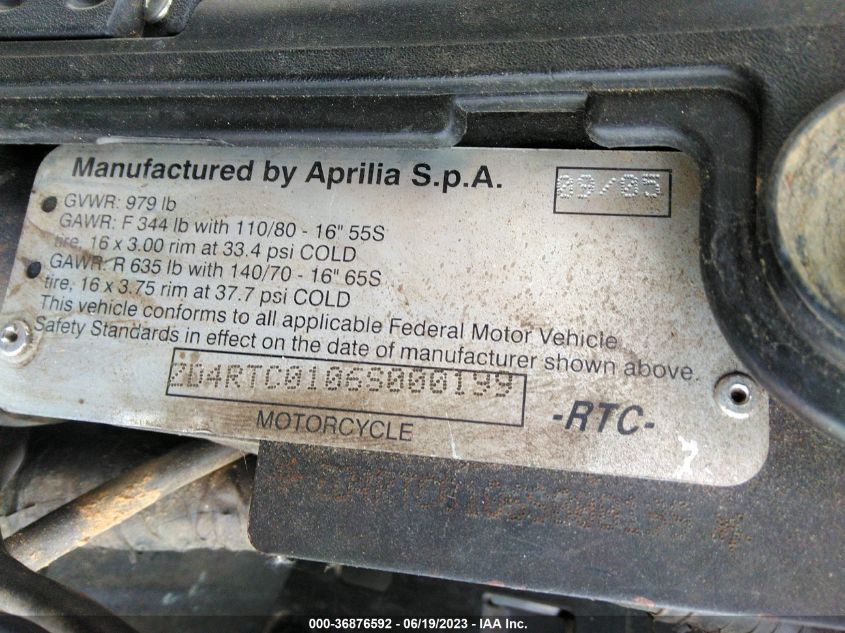 Manufactured by Aprilia S.p.A.
09/05
GVWR: 979 lb
GAWR: F 344 lb with 110/80 - 16" 55S
tire, 16 x 3.00 rim at 33.4 psi COLD
GAWR: R 635 lb with 140/70 - 16" 65S
tire, 16 x 3.75 rim at 37.7 psi COLD
This vehicle conforms to all applicable Federal Motor Vehicle
Safety Standards in effect on the date of manufacturer shown above.
ZD4RTC0106S000199
MOTORCYCLE
-RTC-
000-36876592 - 06/19/2023 - IAA Inc.